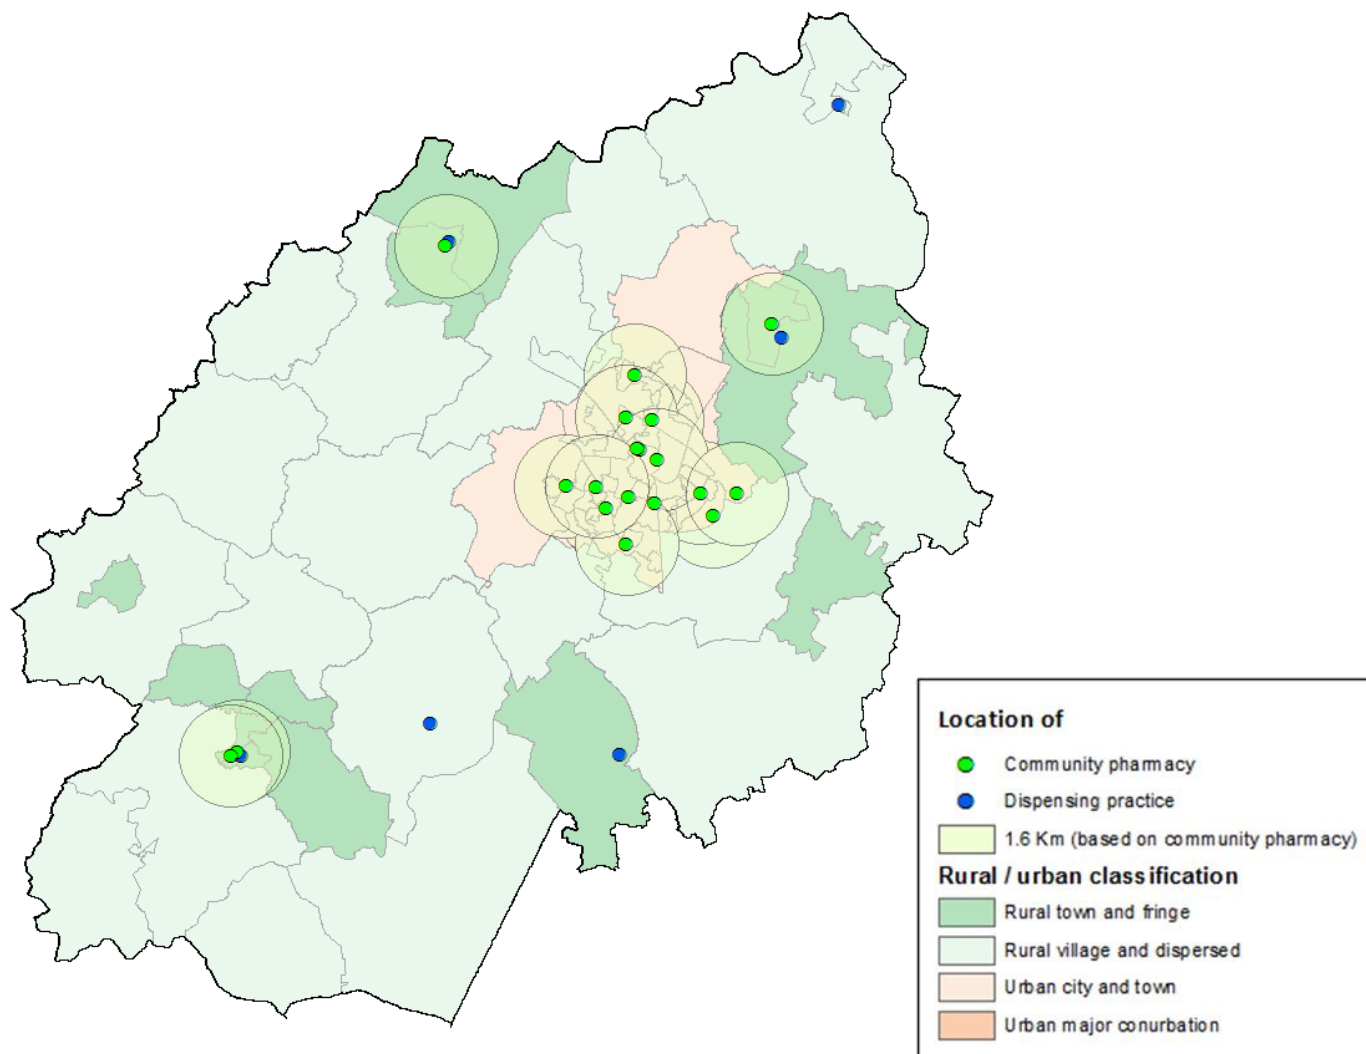 Location of
Community pharmacy
Dispensing practice
1.6 Km (based on community pharmacy)
Rural / urban classification
Rural town and fringe
Rural village and dispersed
Urban city and town
Urban major conurbation